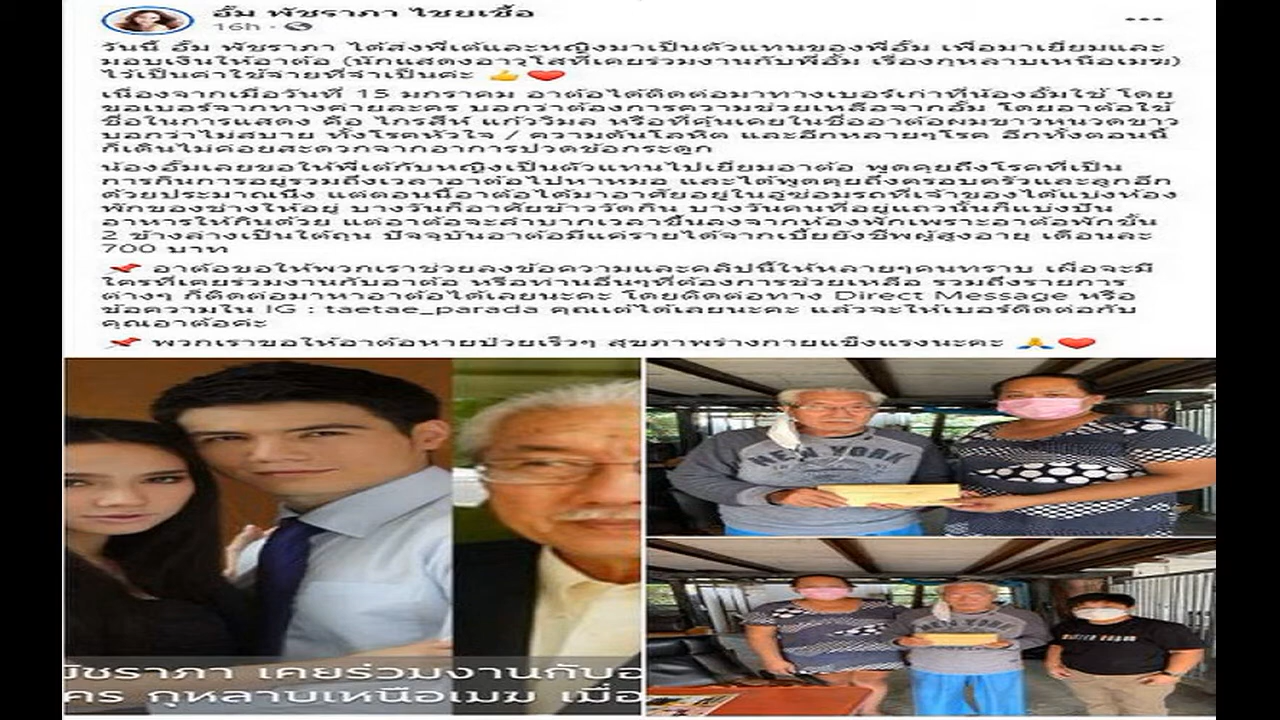 อั้ม พัชราภา ไชยเชื้อ
16h
วันนี้ อั้ม พัชราภา ได้ส่งพี่เต้และหญิงมาเป็นตัวแทนของพี่อั้ม เพื่อมาเยี่ยมและ
มอบเงินให้อาต้อ (นักแสดงอาวุโสที่เคยร่วมงานกับพี่อั้ม เรื่องกุหลาบเหนือเมฆ)
ไว้เป็นค่าใช้จ่ายที่จำเป็นค่ะ 👍❤️
เนื่องจากเมื่อวันที่ 15 มกราคม อาต้อได้ติดต่อมาทางเบอร์เก่าที่น้องอั้มใช้ โดย
ขอเบอร์จากทางค่ายละคร บอกว่าต้องการความช่วยเหลือจากอั้ม โดยอาต้อใช้
ชื่อในการแสดง คือ ไกรสีห์ แก้ววิมล หรือที่คุ้นเคยในชื่ออาต้อผมขาวหนวดขาว
บอกว่าไม่สบาย ทั้งโรคหัวใจ / ความดันโลหิต และอีกหลายๆโรค อีกทั้งตอนนี้
ก็เดินไม่ค่อยสะดวกจากอาการปวดข้อกระดูก
น้องอั้มเลยขอให้พี่เต้กับหญิงเป็นตัวแทนไปเยี่ยมอาต้อ พูดคุยถึงโรคที่เป็น
การกินการอยู่รวมถึงเวลาอาต้อไปหาหมอ และได้พูดคุยถึงครอบครัวและลูกอีก
ด้วยประมาณนึง แต่ตอนนี้อาต้อได้มาอาศัยอยู่ในอู่ซ่อมรถที่เจ้าของได้แบ่งห้อง
พักของช่างให้อยู่ บางวันก็อาศัยข้าววัดกิน บางวันคนที่อยู่แถวนั้นก็แบ่งปัน
อาหารให้กินด้วย แต่อาต้อจะลำบากเวลาขึ้นลงจากห้องพักเพราะอาต้อพักชั้น
2 ข้างล่างเป็นใต้ถุน ปัจจุบันอาต้อมีแค่รายได้จากเบี้ยยังชีพผู้สูงอายุ เดือนละ
700 บาท
📌 อาต้อขอให้พวกเราช่วยลงข้อความและคลิปนี้ให้หลายๆคนทราบ เผื่อจะมี
ใครที่เคยร่วมงานกับอาต้อ หรือท่านอื่นๆที่ต้องการช่วยเหลือ รวมถึงรายการ
ต่างๆ ก็ติดต่อมาหาอาต้อได้เลยนะคะ โดยติดต่อทาง Direct Message หรือ
ข้อความใน IG : taetae_parada คุณเต้ได้เลยนะคะ แล้วจะให้เบอร์ติดต่อกับ
คุณอาต้อค่ะ
📌 พวกเราขอให้อาต้อหายป่วยเร็วๆ สุขภาพร่างกายแข็งแรงนะคะ 🙏❤️
NEW YORK
NEW YORK
พัชราภา เคยร่วมงานกับอ
คร กุหลาบเหนือเมฆ เมื่อ